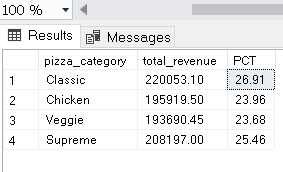 100 %
Results Messages
pizza_category total_revenue PCT
1 Classic 220053.10 26.91
2 Chicken 195919.50 23.96
3 Veggie 193690.45 23.68
4 Supreme 208197.00 25.46